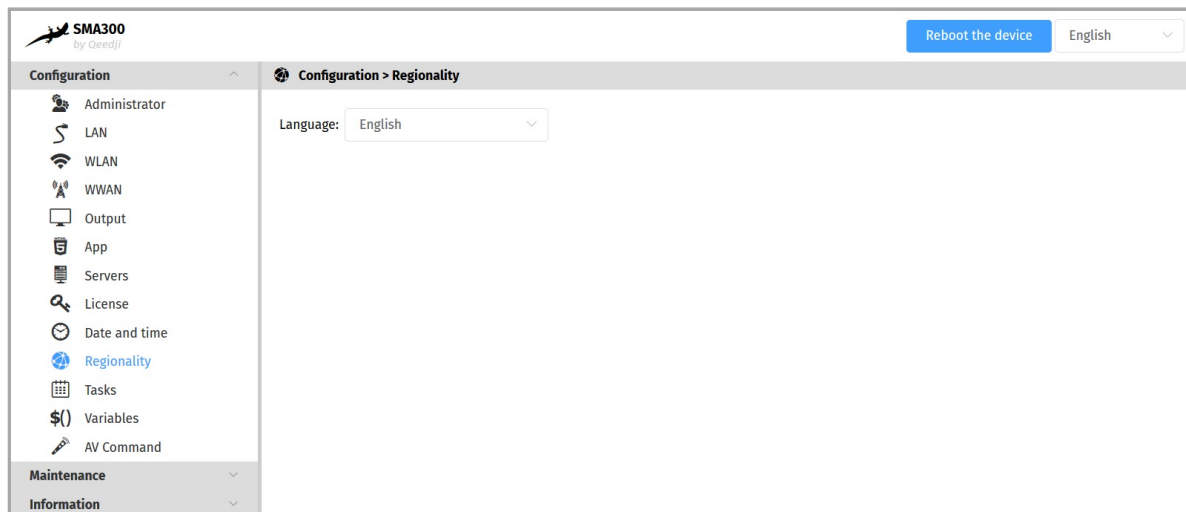 SMA300
by Qeedji
Reboot the device
English
Configuration
Administrator
LAN
WLAN
WWAN
Output
App
Servers
License
Date and time
Regionality
Tasks
$() Variables
AV Command
Maintenance
Information
Configuration > Regionality
Language: English